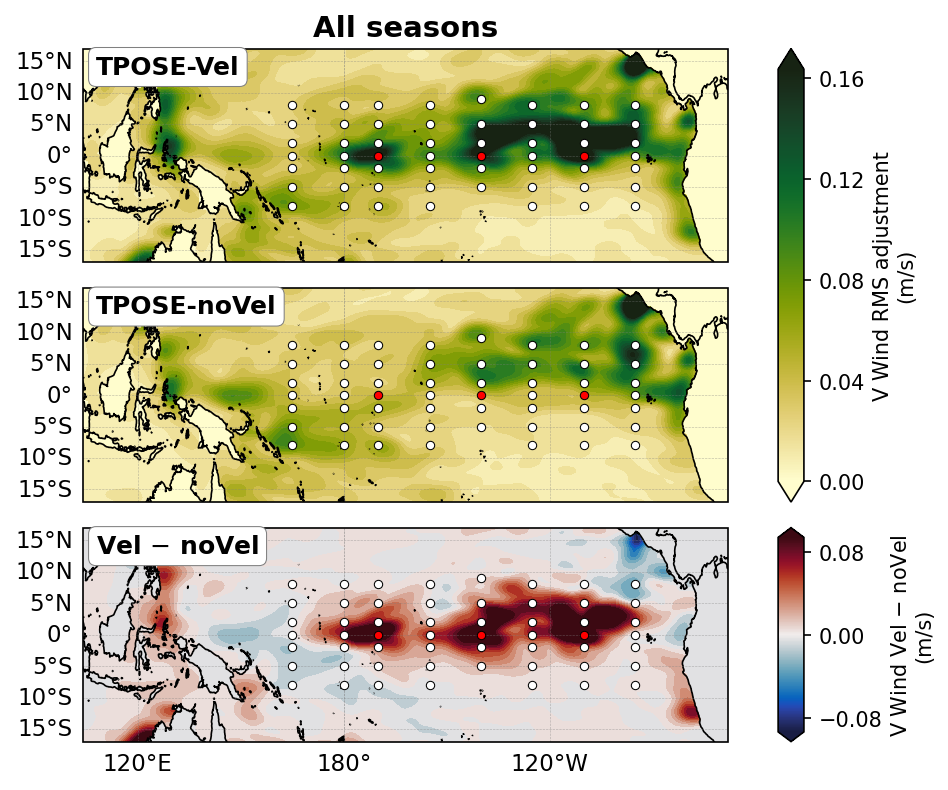 All seasons
TPOSE-Vel
15°N
10°N
5°N
0°
5°S
10°S
15°S
TPOSE-noVel
15°N
10°N
5°N
0°
5°S
10°S
15°S
Vel − noVel
15°N
10°N
5°N
0°
5°S
10°S
15°S
120°E
180°
120°W
0.16
0.12
0.08
0.04
0.00
V Wind RMS adjustment
(m/s)
0.08
0.00
−0.08
V Wind Vel − noVel
(m/s)